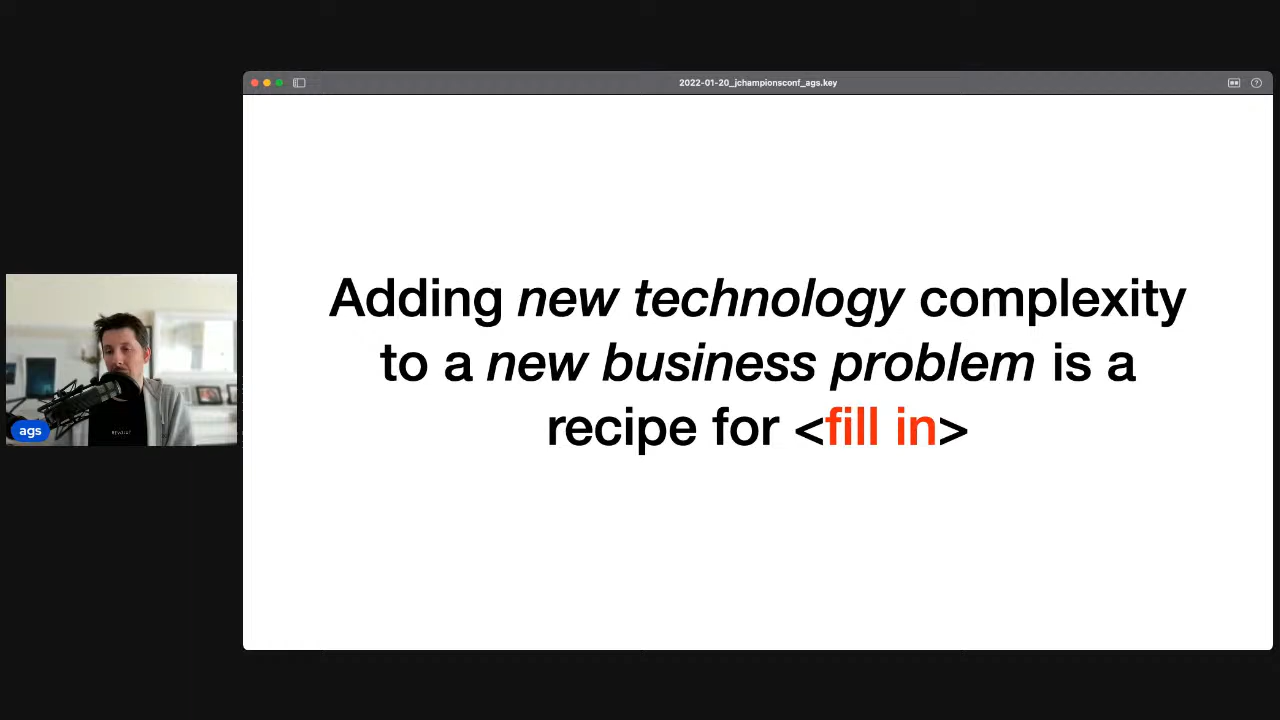 2022-01-20_jchampionsconf_ags.key
Adding new technology complexity
to a new business problem is a
recipe for <fill in>
ags